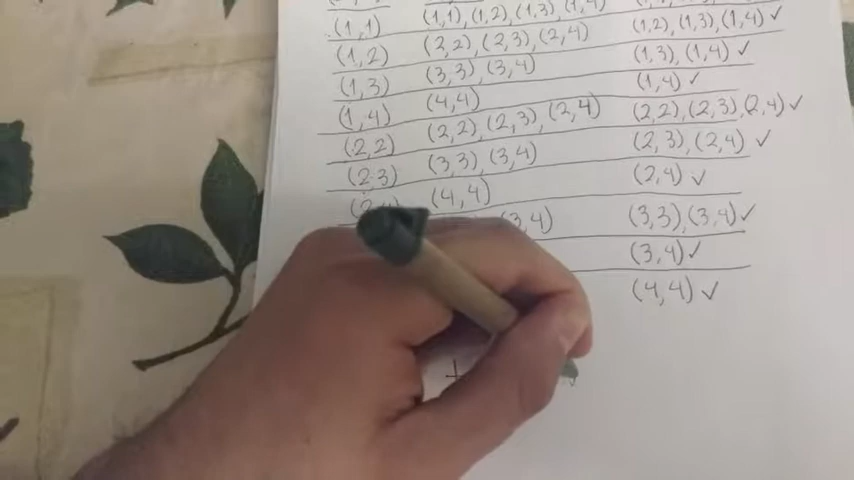 (1,1) (1,1), (1,2), (1,3), (1,4)
(1,2) (2,2), (2,3), (2,4) (1,2), (1,3), (1,4) ✓
(1,3) (3,3), (3,4) (1,3), (1,4) ✓
(1,4) (4,4) (1,4) ✓
(2,2) (2,2), (2,3), (2,4) (2,2), (2,3), (2,4) ✓
(2,3) (3,3), (3,4) (2,3), (2,4) ✓
(4,4) (2,4) ✓
(3,4) (3,3), (3,4) ✓
(3,4) ✓
(4,4) ✓
+